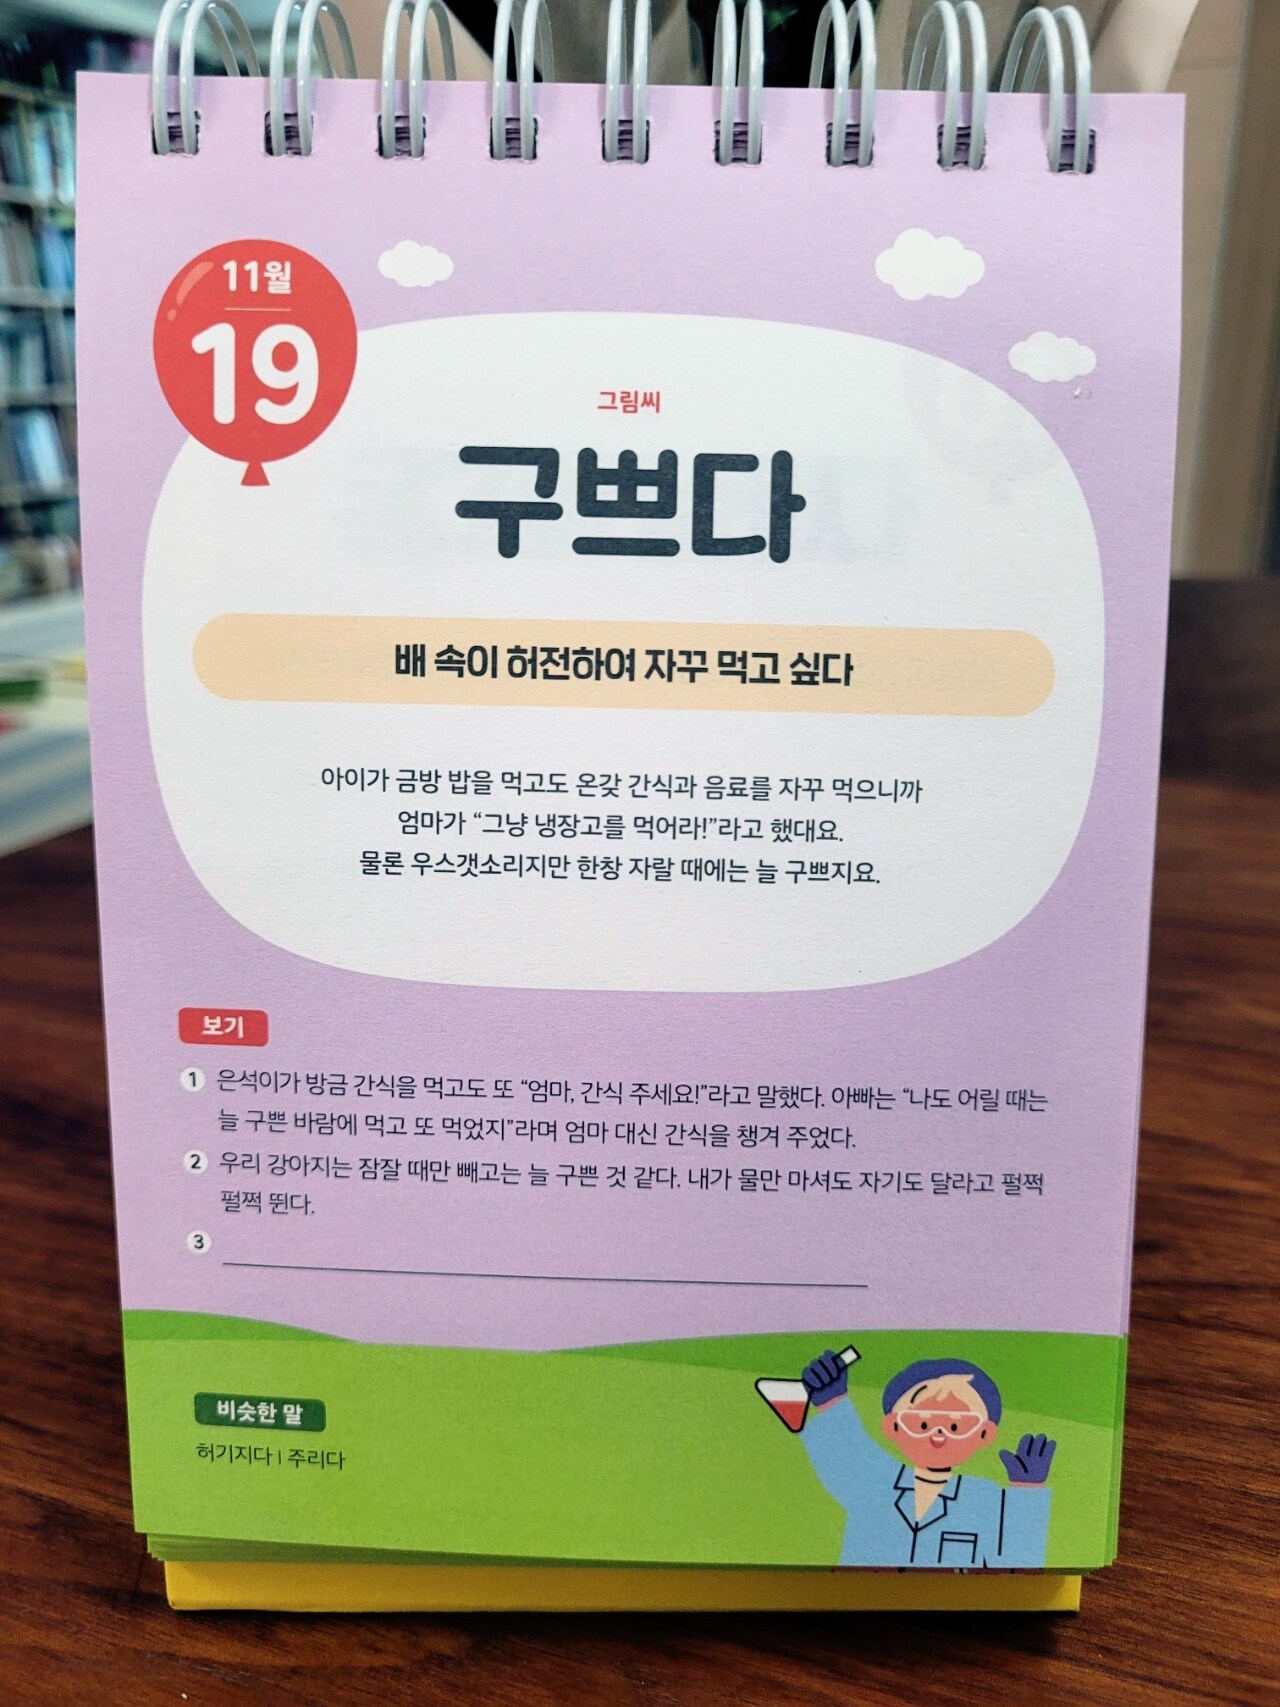 11월
19
그림씨
구쁘다
배 속이 허전하여 자꾸 먹고 싶다
아이가 금방 밥을 먹고도 온갖 간식과 음료를 자꾸 먹으니까
엄마가 “그냥 냉장고를 먹어라!”라고 했대요.
물론 우스갯소리지만 한창 자랄 때에는 늘 구쁘지요.
보기
1 은석이가 방금 간식을 먹고도 또 “엄마, 간식 주세요!”라고 말했다. 아빠는 “나도 어릴 때는
늘 구쁜 바람에 먹고 또 먹었지”라며 엄마 대신 간식을 챙겨 주었다.
2 우리 강아지는 잠잘 때만 빼고는 늘 구쁜 것 같다. 내가 물만 마셔도 자기도 달라고 펄쩍
펄쩍 뛴다.
3
비슷한 말
허기지다 | 주리다